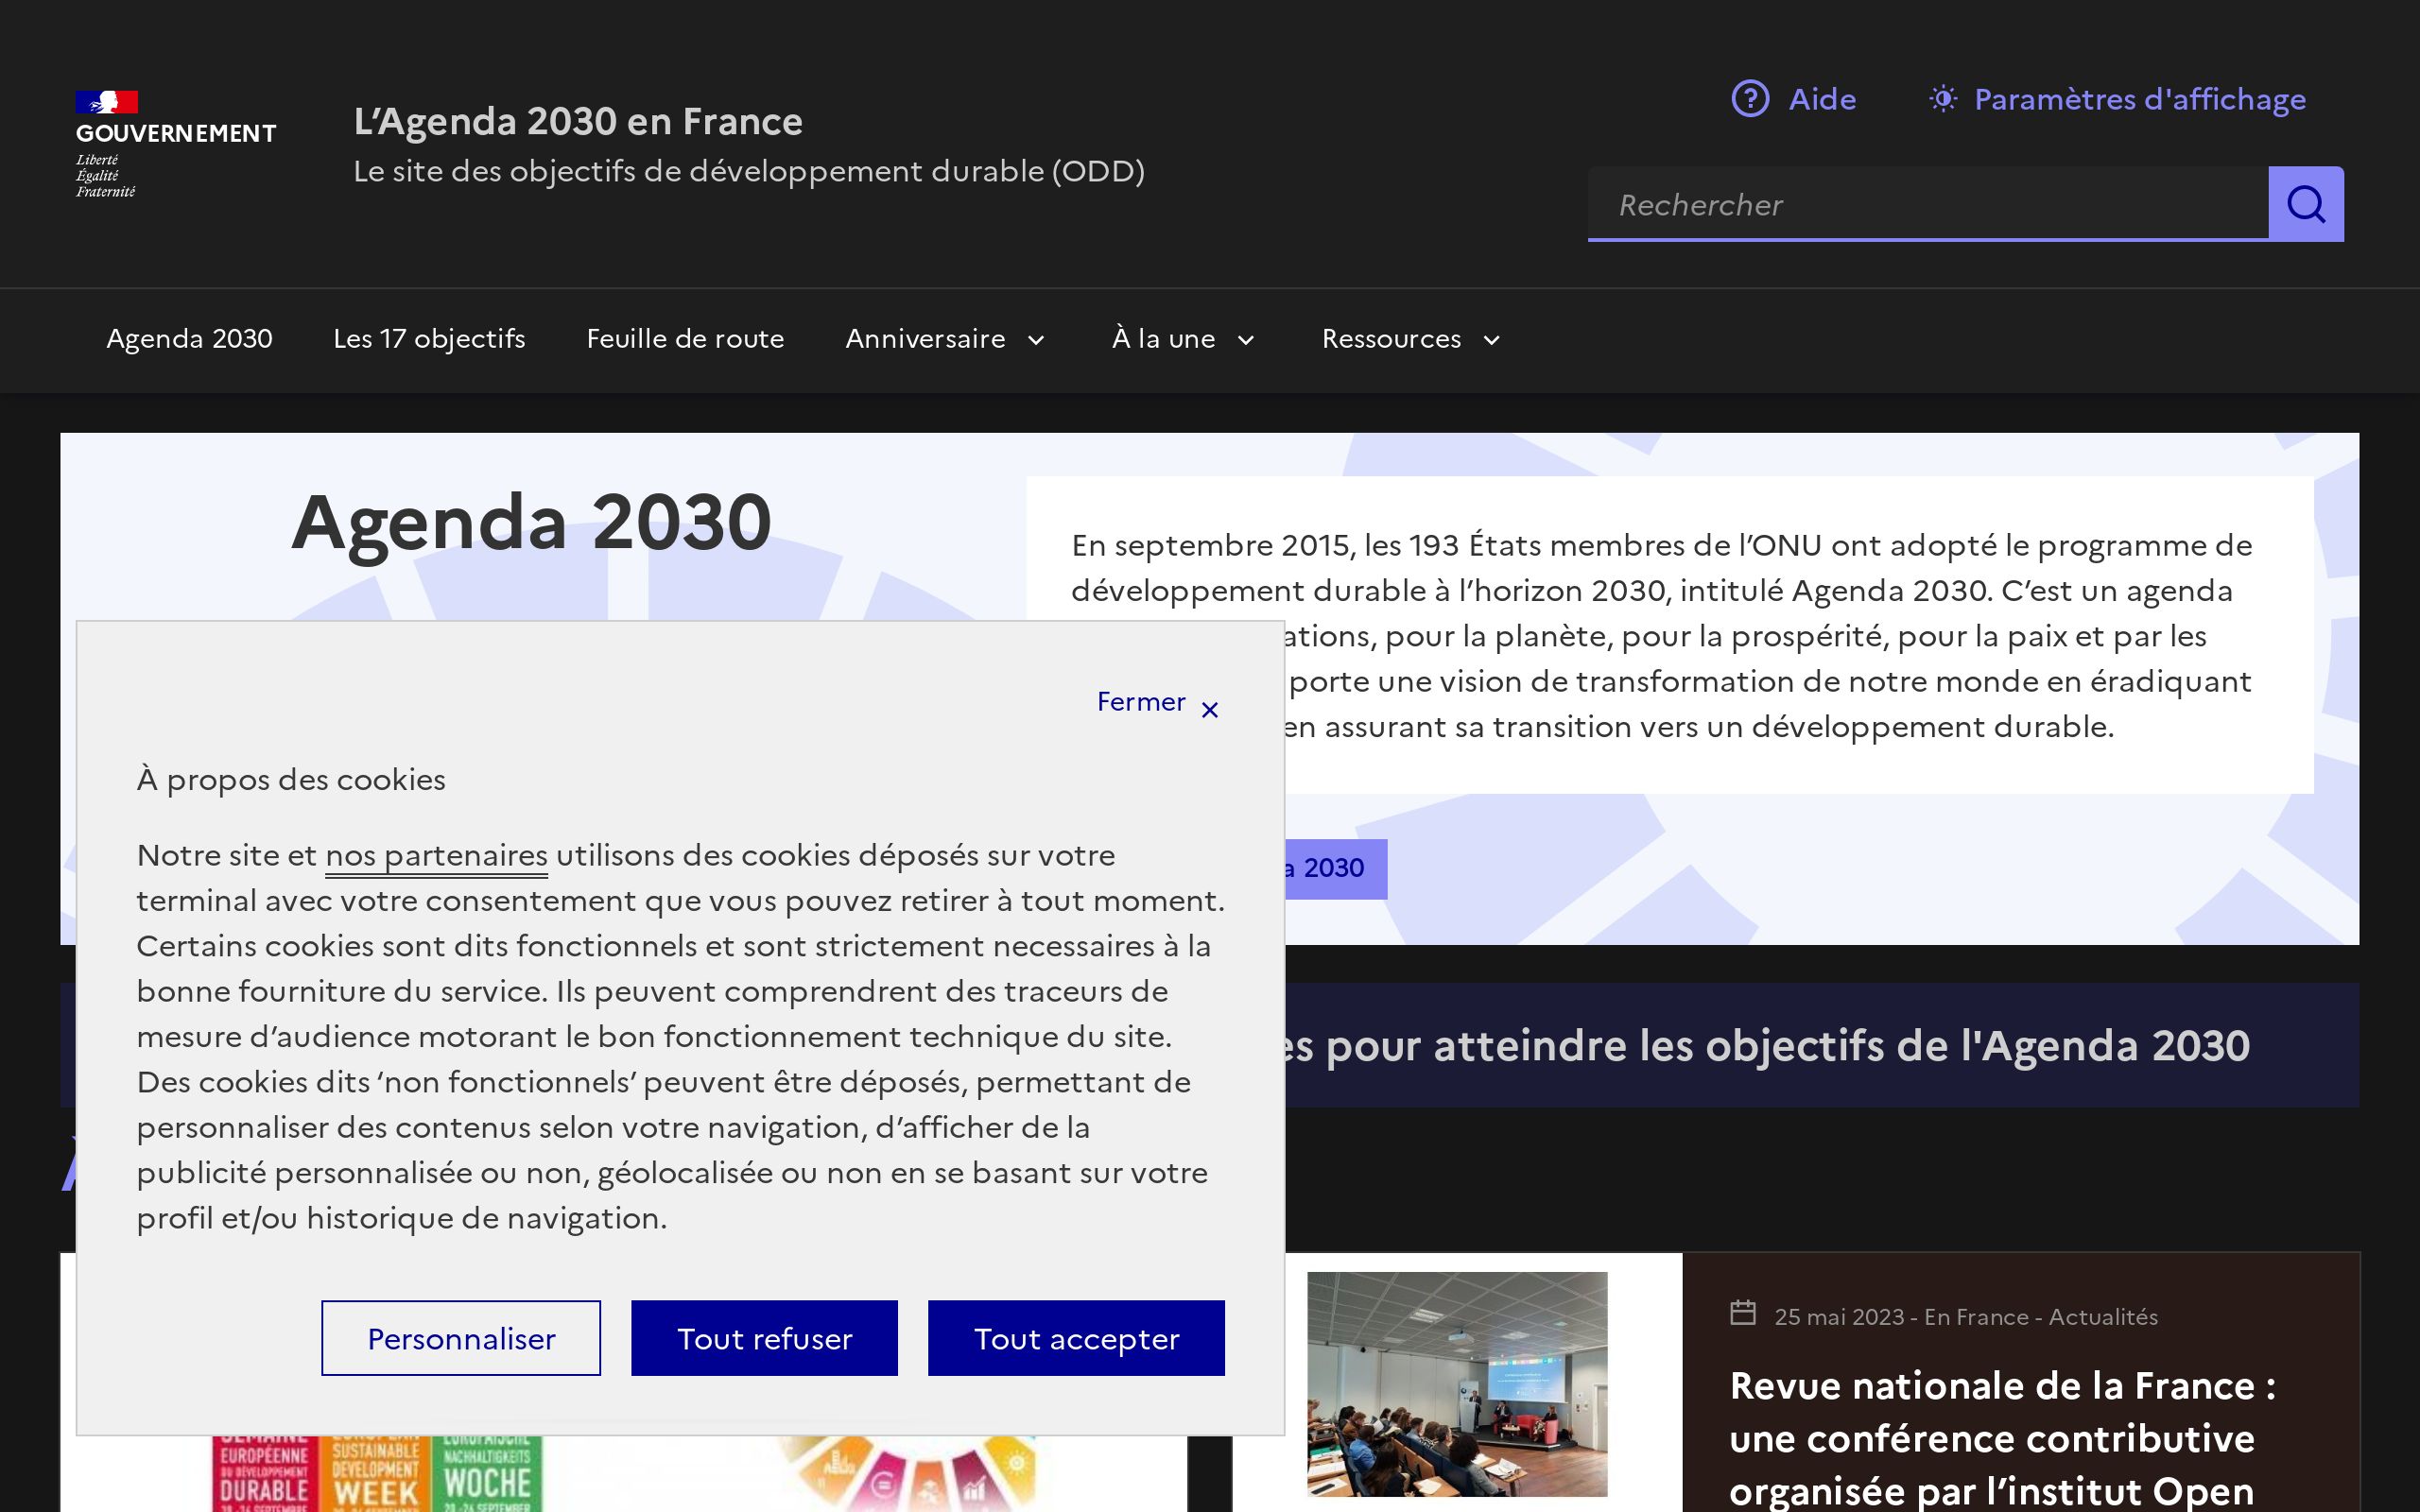 GOUVERNEMENT
Liberté
Égalité
Fraternité
L’Agenda 2030 en France
Le site des objectifs de développement durable (ODD)
Aide
Paramètres d'affichage
Rechercher
Agenda 2030
Les 17 objectifs
Feuille de route
Anniversaire
À la une
Ressources
Agenda 2030
En septembre 2015, les 193 États membres de l’ONU ont adopté le programme de
développement durable à l’horizon 2030, intitulé Agenda 2030. C’est un agenda
pour la planète, pour la prospérité, pour la paix et par les
porte une vision de transformation de notre monde en éradiquant
en assurant sa transition vers un développement durable.
2030
pour atteindre les objectifs de l'Agenda 2030
Fermer
À propos des cookies
Notre site et nos partenaires utilisons des cookies déposés sur votre
terminal avec votre consentement que vous pouvez retirer à tout moment.
Certains cookies sont dits fonctionnels et sont strictement necessaires à la
bonne fourniture du service. Ils peuvent comprendrent des traceurs de
mesure d’audience motorant le bon fonctionnement technique du site.
Des cookies dits ‘non fonctionnels’ peuvent être déposés, permettant de
personnaliser des contenus selon votre navigation, d’afficher de la
publicité personnalisée ou non, géolocalisée ou non en se basant sur votre
profil et/ou historique de navigation.
Personnaliser
Tout refuser
Tout accepter
EUROPÉENNE
DU DÉVELOPPEMENT
DURABLE
SUSTAINABLE
DEVELOPMENT
WEEK
NACHHALTIGKEITS
WOCHE
25 mai 2023 - En France - Actualités
Revue nationale de la France :
une conférence contributive
organisée par l’institut Open